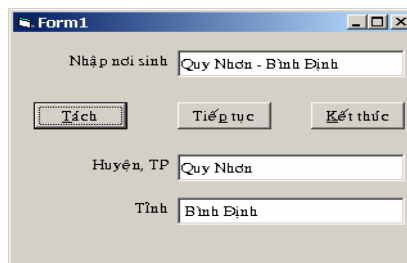 Form1
Nhập nơi sinh Quy Nhơn - Bình Định
Tách Tiếp tục Kết thúc
Huyện, TP Quy Nhơn
Tỉnh Bình Định